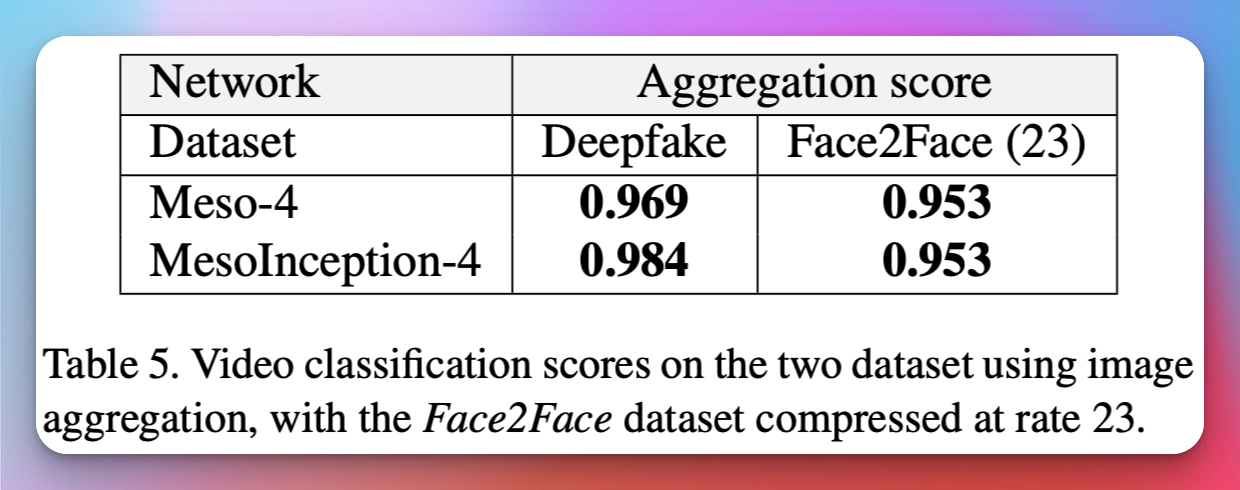 Network Aggregation score
Dataset Deepfake Face2Face (23)
Meso-4 0.969 0.953
MesoInception-4 0.984 0.953
Table 5. Video classification scores on the two dataset using image
aggregation, with the Face2Face dataset compressed at rate 23.